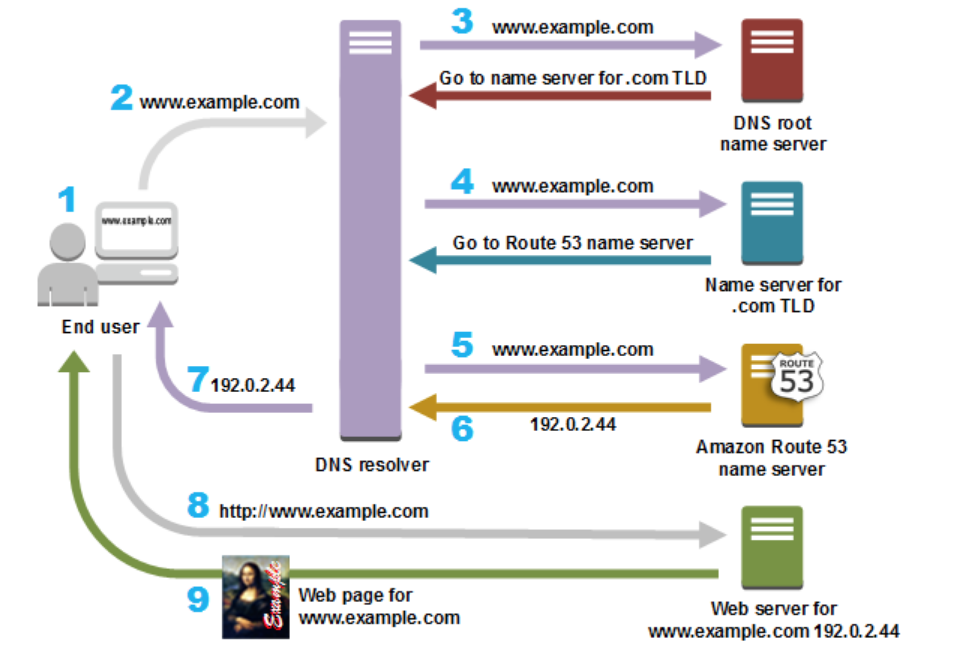 3 www.example.com
Go to name server for .com TLD
DNS root
name server
2 www.example.com
1
www.example.com
End user
4 www.example.com
Go to Route 53 name server
Name server for
.com TLD
5 www.example.com
ROUTE
53
6 192.0.2.44
Amazon Route 53
name server
7 192.0.2.44
DNS resolver
8 http://www.example.com
9
Example
Web page for
www.example.com
Web server for
www.example.com 192.0.2.44